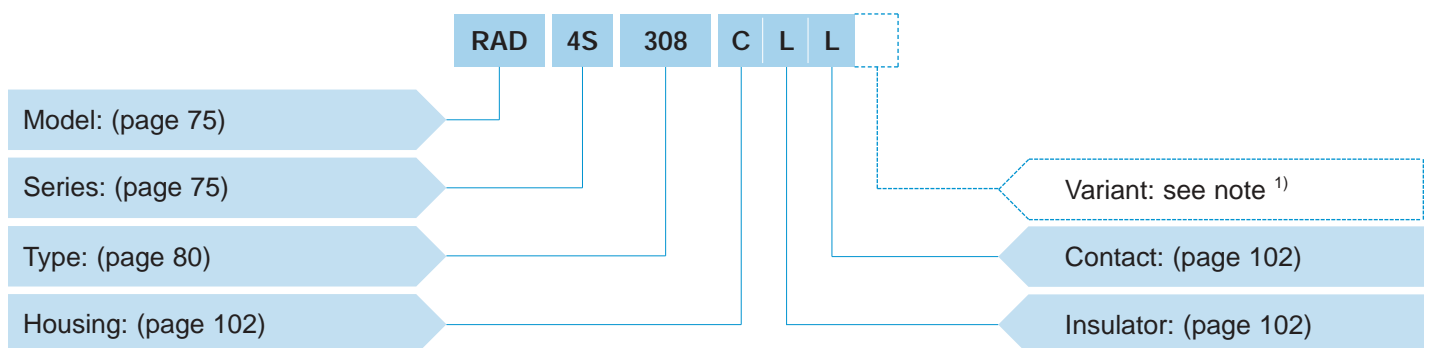 RAD 4S 308 C L L
Model: (page 75)
Series: (page 75)
Type: (page 80)
Housing: (page 102)
Variant: see note 1)
Contact: (page 102)
Insulator: (page 102)